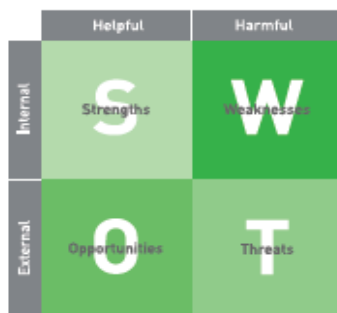 Helpful Harmful
Internal
S W
Strengths Weaknesses
External
O T
Opportunities Threats